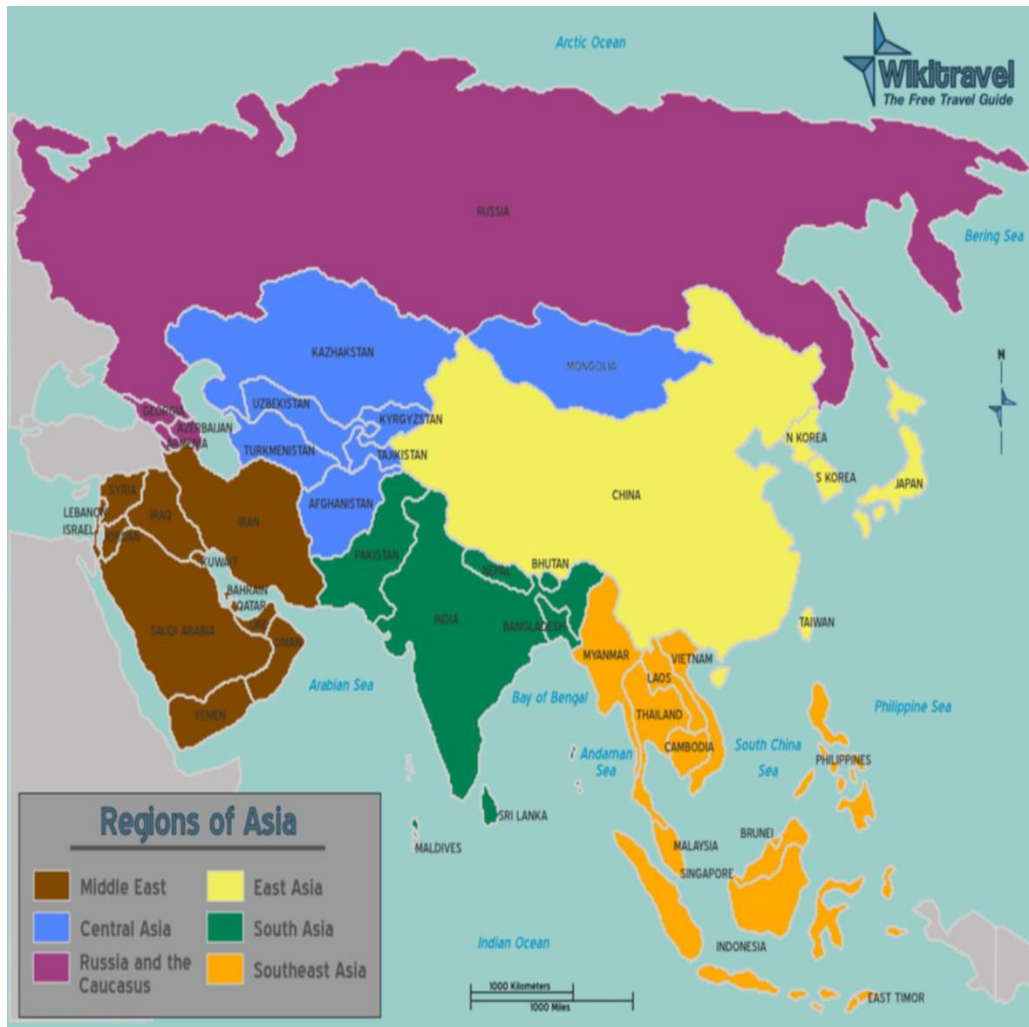 Arctic Ocean
Wikitravel
The Free Travel Guide
RUSSIA
Bering Sea
N
KAZHAKSTAN
MONGOLIA
UZBEKISTAN
KYRGYZSTAN
GEORGIA
AZERBAIJAN
ARMENIA
TURKMENISTAN
TAJIKISTAN
N KOREA
S KOREA
JAPAN
CHINA
SYRIA
LEBANON
ISRAEL
JORDAN
IRAQ
IRAN
AFGHANISTAN
PAKISTAN
KUWAIT
BAHRAIN
QATAR
UAE
SAUDI ARABIA
OMAN
YEMEN
NEPAL
BHUTAN
INDIA
BANGLADESH
TAIWAN
MYANMAR
VIETNAM
LAOS
THAILAND
CAMBODIA
Arabian Sea
Bay of Bengal
Andaman
Sea
South China
Sea
Philippine Sea
PHILIPPINES
SRI LANKA
MALDIVES
MALAYSIA
BRUNEI
SINGAPORE
INDONESIA
EAST TIMOR
Indian Ocean
Regions of Asia
Middle East
Central Asia
Russia and the
Caucasus
East Asia
South Asia
Southeast Asia
1000 Kilometers
1000 Miles